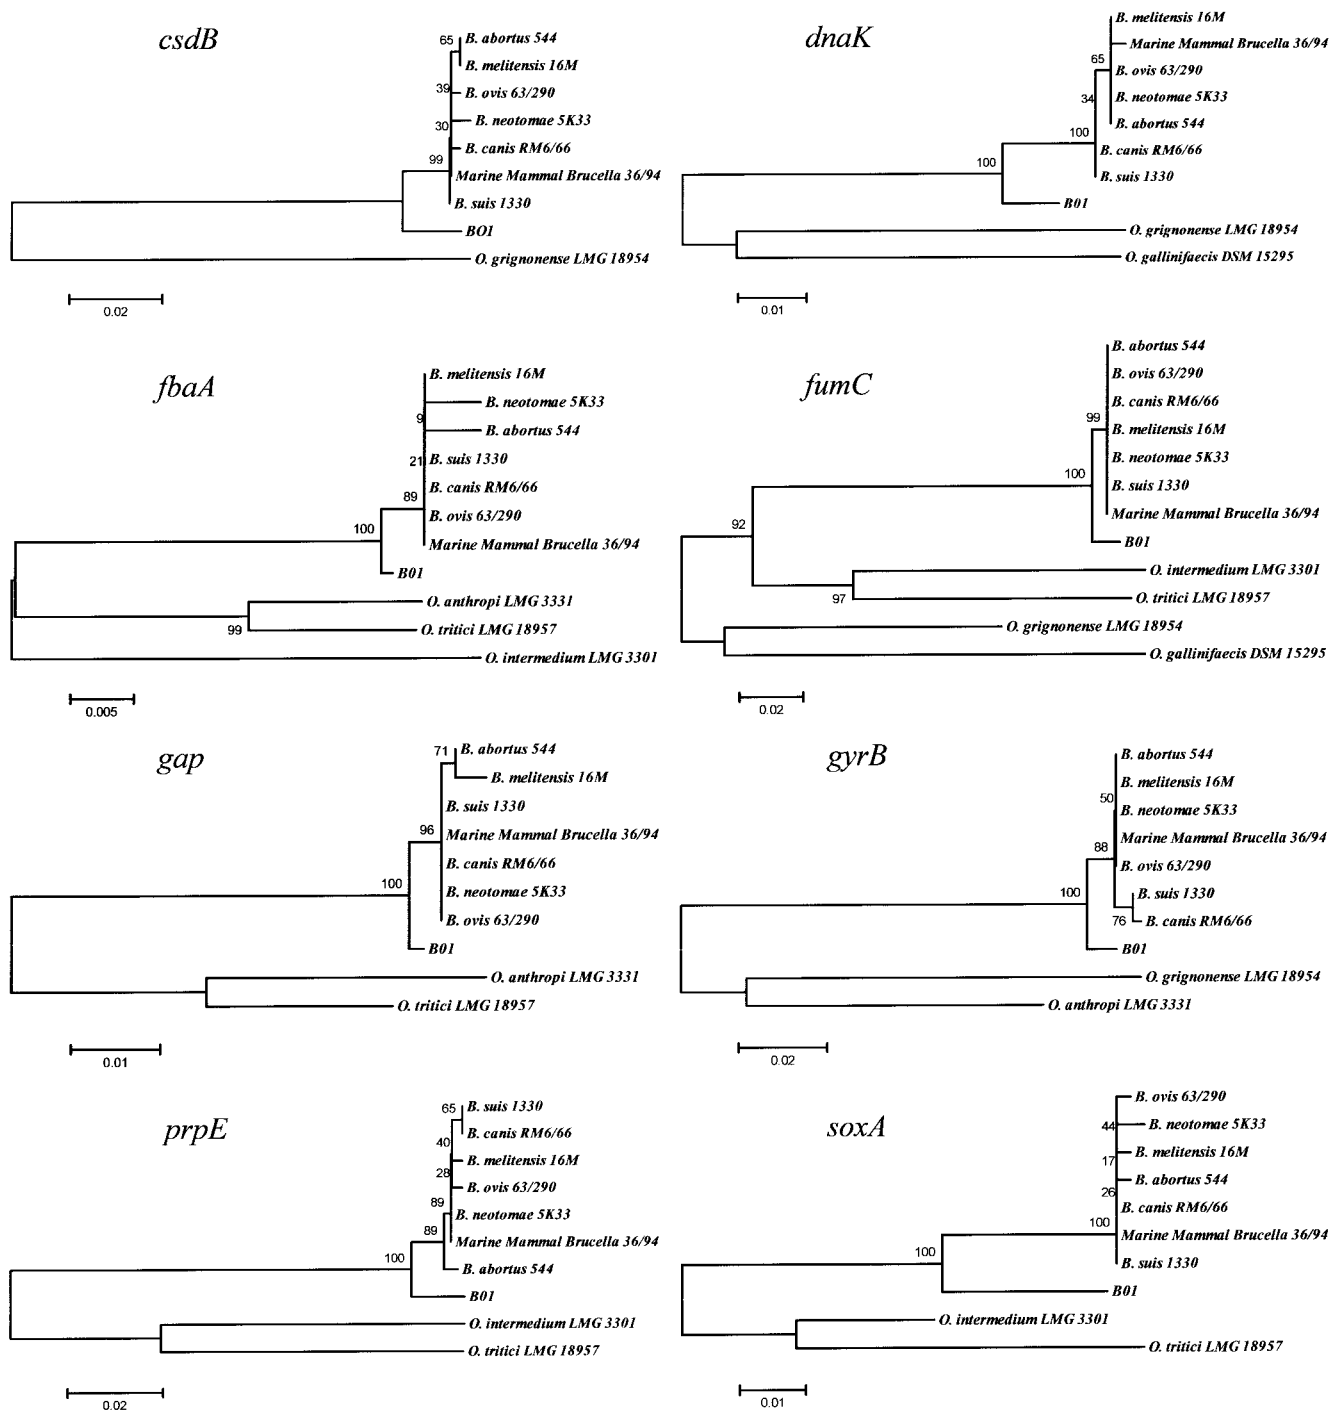 csdB
65
B. abortus 544
B. melitensis 16M
39
B. ovis 63/290
B. neotomae 5K33
30
B. canis RM6/66
99
Marine Mammal Brucella 36/94
B. suis 1330
BO1
O. grignonense LMG 18954
0.02
dnaK
B. melitensis 16M
Marine Mammal Brucella 36/94
65
B. ovis 63/290
34
B. neotomae 5K33
B. abortus 544
100
B. canis RM6/66
100
B. suis 1330
B01
O. grignonense LMG 18954
O. gallinifaecis DSM 15295
0.01
fbaA
B. melitensis 16M
B. neotomae 5K33
9
B. abortus 544
21
B. suis 1330
B. canis RM6/66
89
B. ovis 63/290
100
Marine Mammal Brucella 36/94
B01
O. anthropi LMG 3331
99
O. tritici LMG 18957
O. intermedium LMG 3301
0.005
fumC
B. abortus 544
B. ovis 63/290
B. canis RM6/66
99
B. melitensis 16M
B. neotomae 5K33
100
B. suis 1330
Marine Mammal Brucella 36/94
92
B01
O. intermedium LMG 3301
97
O. tritici LMG 18957
O. grignonense LMG 18954
O. gallinifaecis DSM 15295
0.02
gap
71
B. abortus 544
B. melitensis 16M
B. suis 1330
96
Marine Mammal Brucella 36/94
B. canis RM6/66
100
B. neotomae 5K33
B. ovis 63/290
B01
O. anthropi LMG 3331
O. tritici LMG 18957
0.01
gyrB
B. abortus 544
B. melitensis 16M
50
B. neotomae 5K33
Marine Mammal Brucella 36/94
88
B. ovis 63/290
100
B. suis 1330
76
B. canis RM6/66
B01
O. grignonense LMG 18954
O. anthropi LMG 3331
0.02
prpE
65
B. suis 1330
B. canis RM6/66
40
B. melitensis 16M
28
B. ovis 63/290
89
B. neotomae 5K33
89
Marine Mammal Brucella 36/94
100
B. abortus 544
B01
O. intermedium LMG 3301
O. tritici LMG 18957
0.02
soxA
B. ovis 63/290
44
B. neotomae 5K33
B. melitensis 16M
17
B. abortus 544
26
B. canis RM6/66
100
Marine Mammal Brucella 36/94
100
B. suis 1330
B01
O. intermedium LMG 3301
O. tritici LMG 18957
0.01